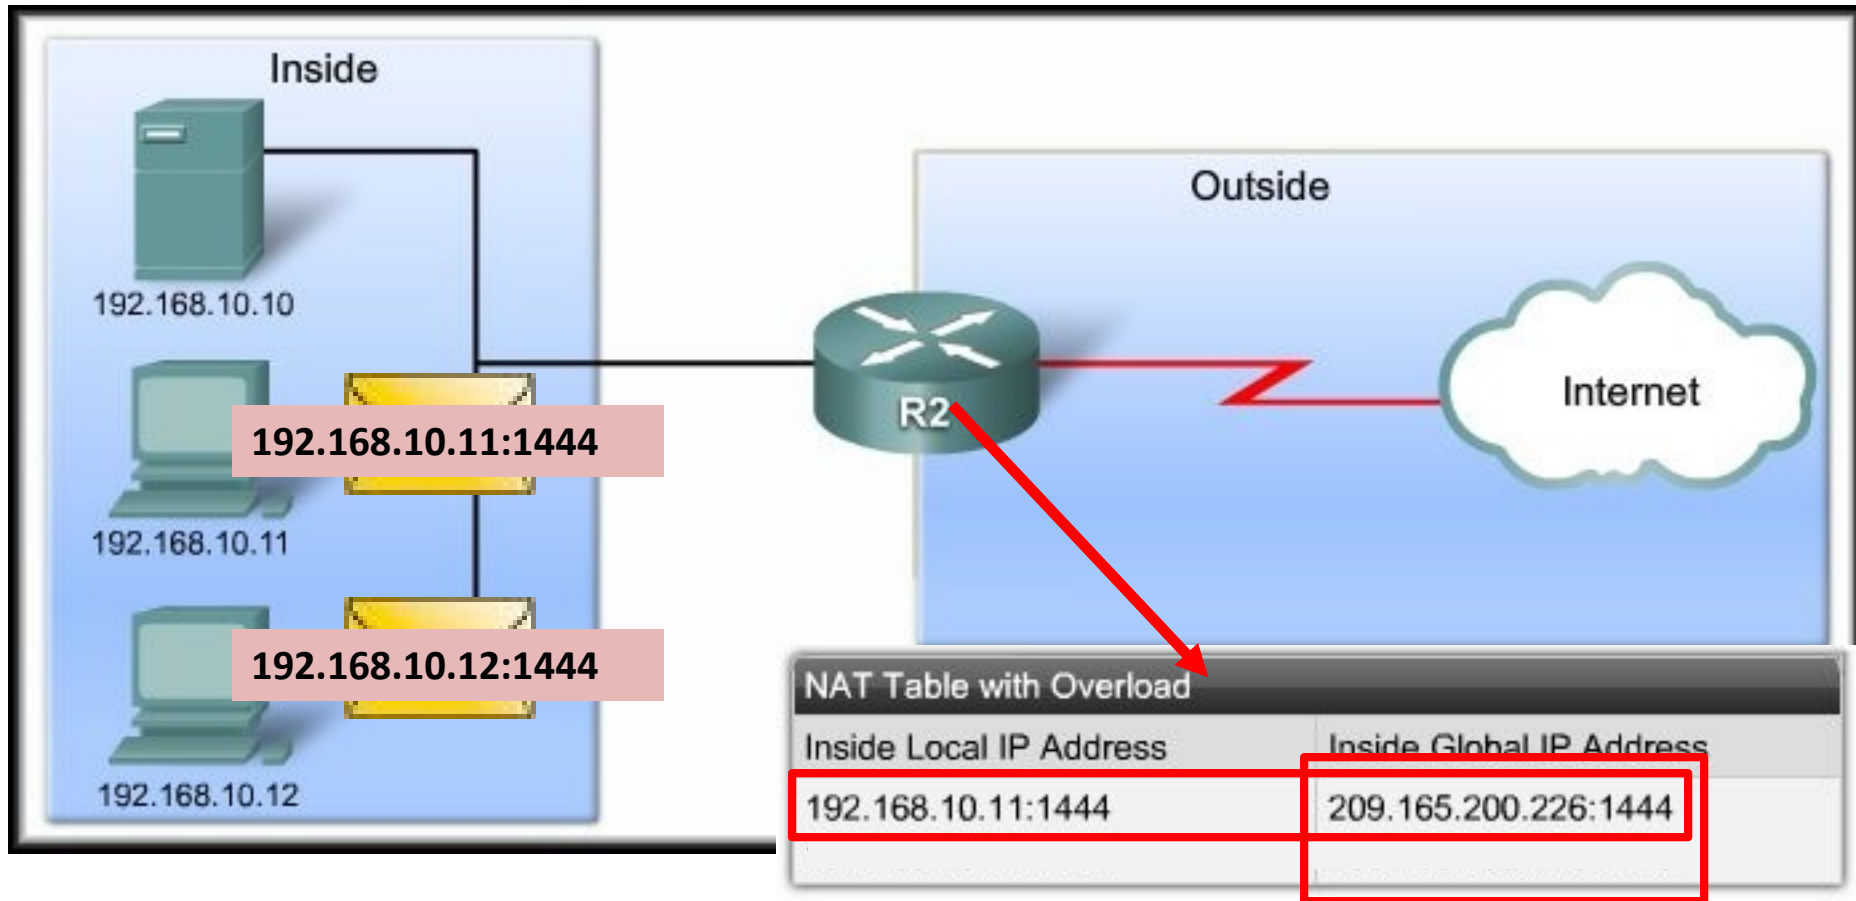 Inside
192.168.10.10
192.168.10.11:1444
192.168.10.11
192.168.10.12:1444
192.168.10.12
Outside
R2
Internet
NAT Table with Overload
Inside Local IP Address
Inside Global IP Address
192.168.10.11:1444
209.165.200.226:1444